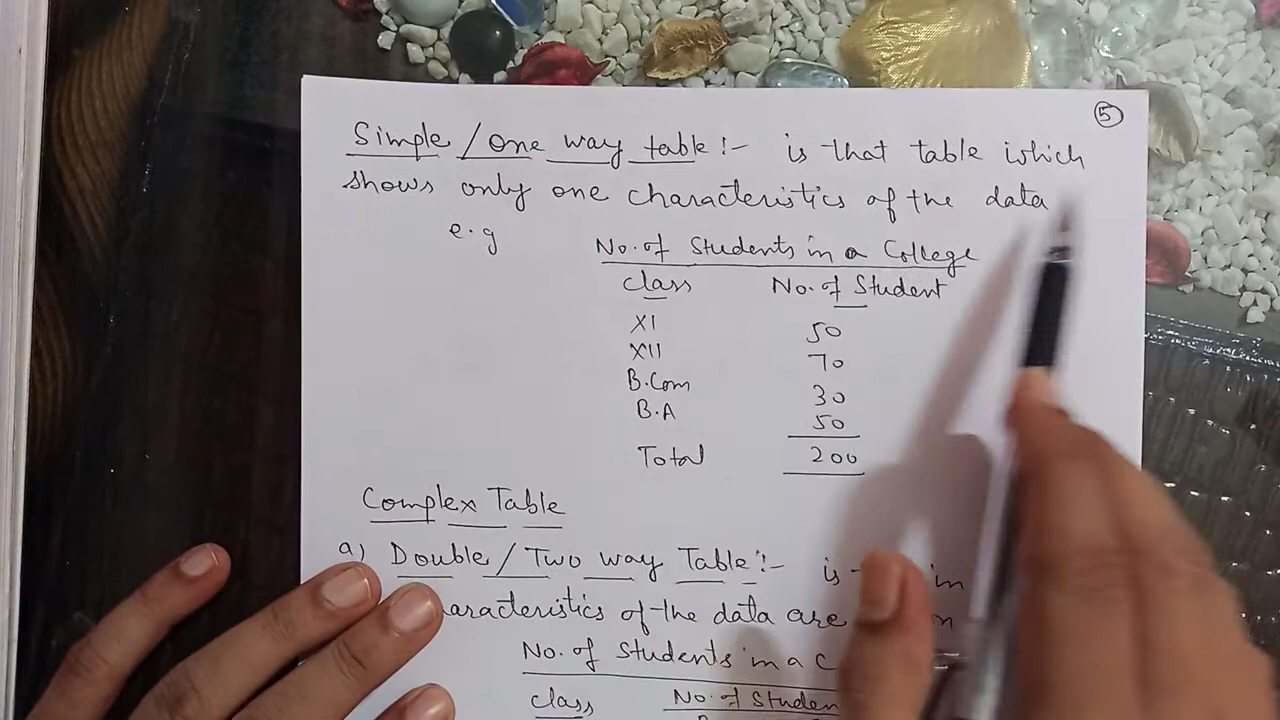 5
Simple / One way table :- is that table which
shows only one characteristics of the data
e.g
No. of Students in a College
Class No. of Student
XI 50
XII 70
B.Com 30
B.A 50
Total 200
Complex Table
a) Double / Two way Table :- is
of the data are
No. of Students in a
Class No. of